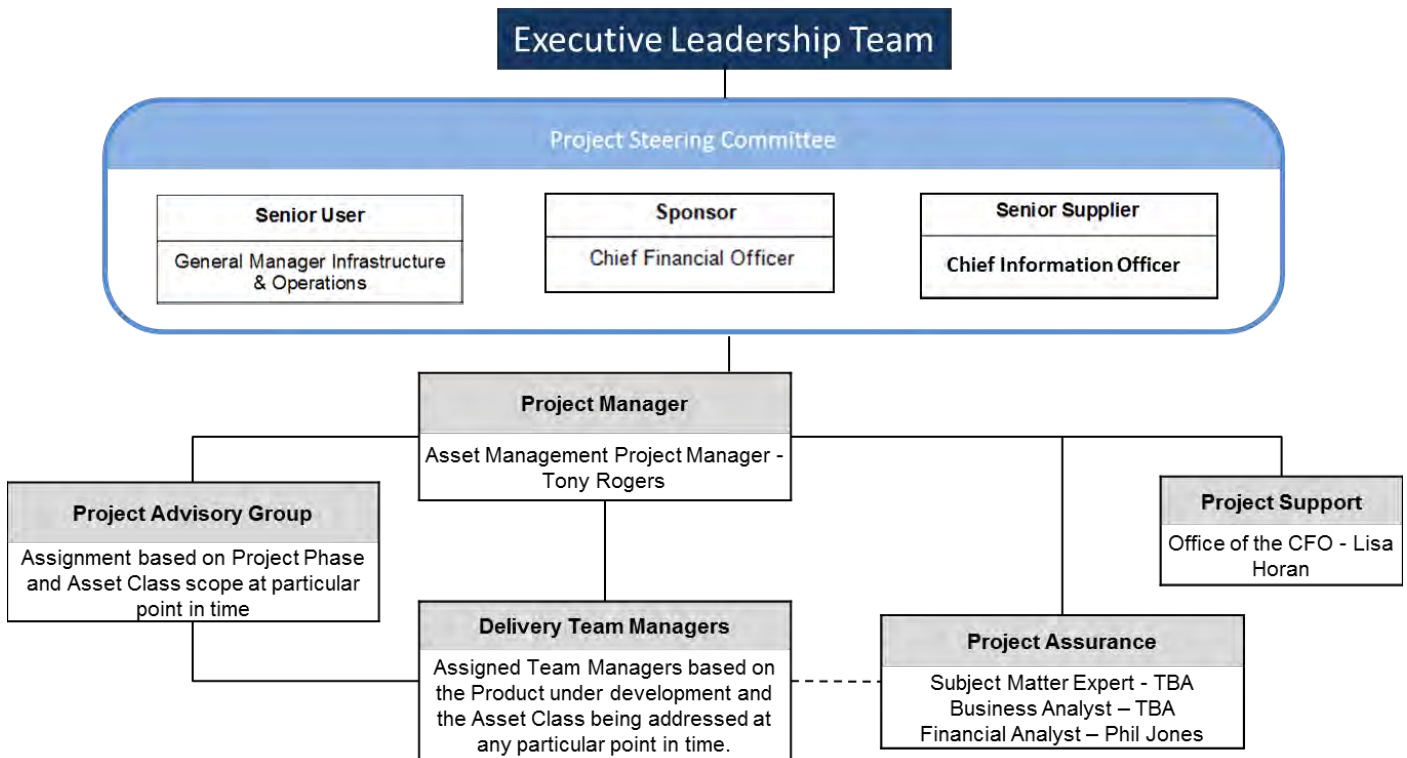 Executive Leadership Team
Project Steering Committee
Senior User
General Manager Infrastructure
& Operations
Sponsor
Chief Financial Officer
Senior Supplier
Chief Information Officer
Project Manager
Asset Management Project Manager -
Tony Rogers
Project Advisory Group
Assignment based on Project Phase
and Asset Class scope at particular
point in time
Project Support
Office of the CFO - Lisa
Horan
Delivery Team Managers
Assigned Team Managers based on
the Product under development and
the Asset Class being addressed at
any particular point in time.
Project Assurance
Subject Matter Expert - TBA
Business Analyst – TBA
Financial Analyst – Phil Jones